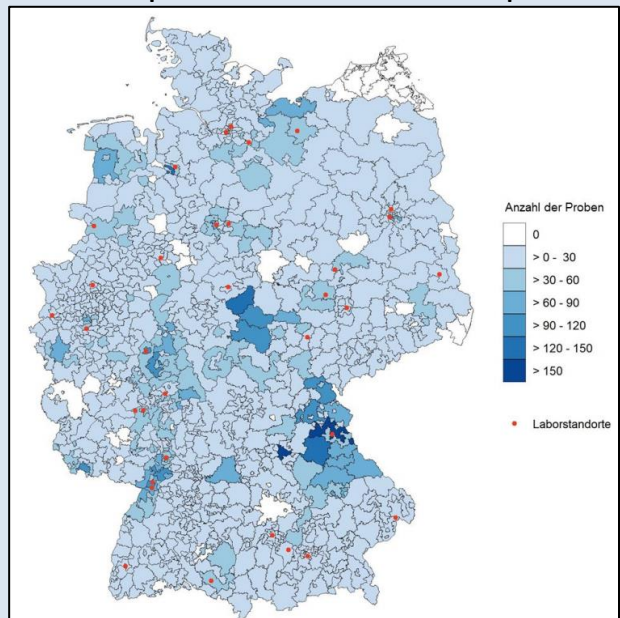 Anzahl der Proben
0
> 0 - 30
> 30 - 60
> 60 - 90
> 90 - 120
> 120 - 150
> 150
Laborstandorte